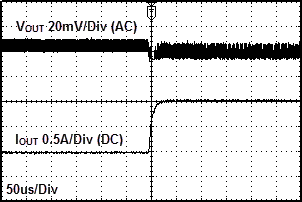 VOUT 20mV/Div (AC)
IOUT 0.5A/Div (DC)
50us/Div